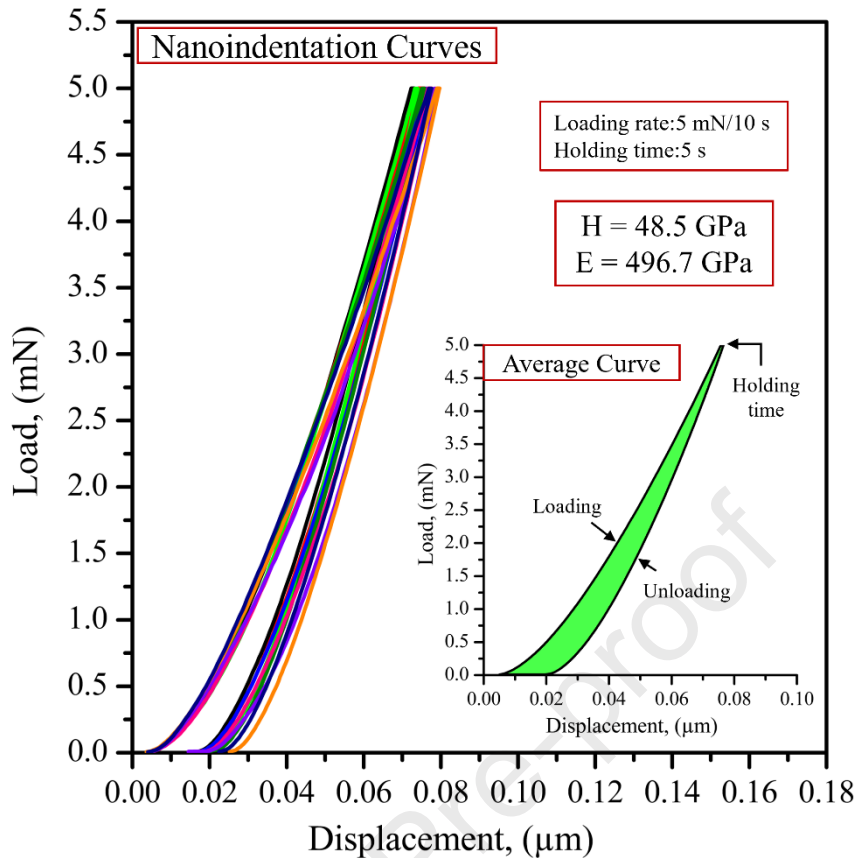 Nanoindentation Curves
Loading rate:5 mN/10 s
Holding time:5 s
H = 48.5 GPa
E = 496.7 GPa
Load, (mN)
5.5
5.0
4.5
4.0
3.5
3.0
2.5
2.0
1.5
1.0
0.5
0.0
0.00 0.02 0.04 0.06 0.08 0.10 0.12 0.14 0.16 0.18
Displacement, (μm)
Average Curve
Holding
time
Loading
Unloading
Load, (mN)
5.0
4.5
4.0
3.5
3.0
2.5
2.0
1.5
1.0
0.5
0.0
0.00 0.02 0.04 0.06 0.08 0.10
Displacement, (μm)
Pre-proof